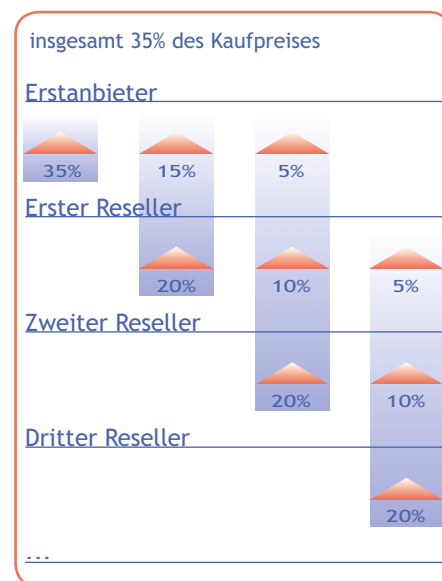 insgesamt 35% des Kaufpreises
Erstanbieter
35% 15% 5%
Erster Reseller
20% 10% 5%
Zweiter Reseller
20% 10%
Dritter Reseller
20%
...